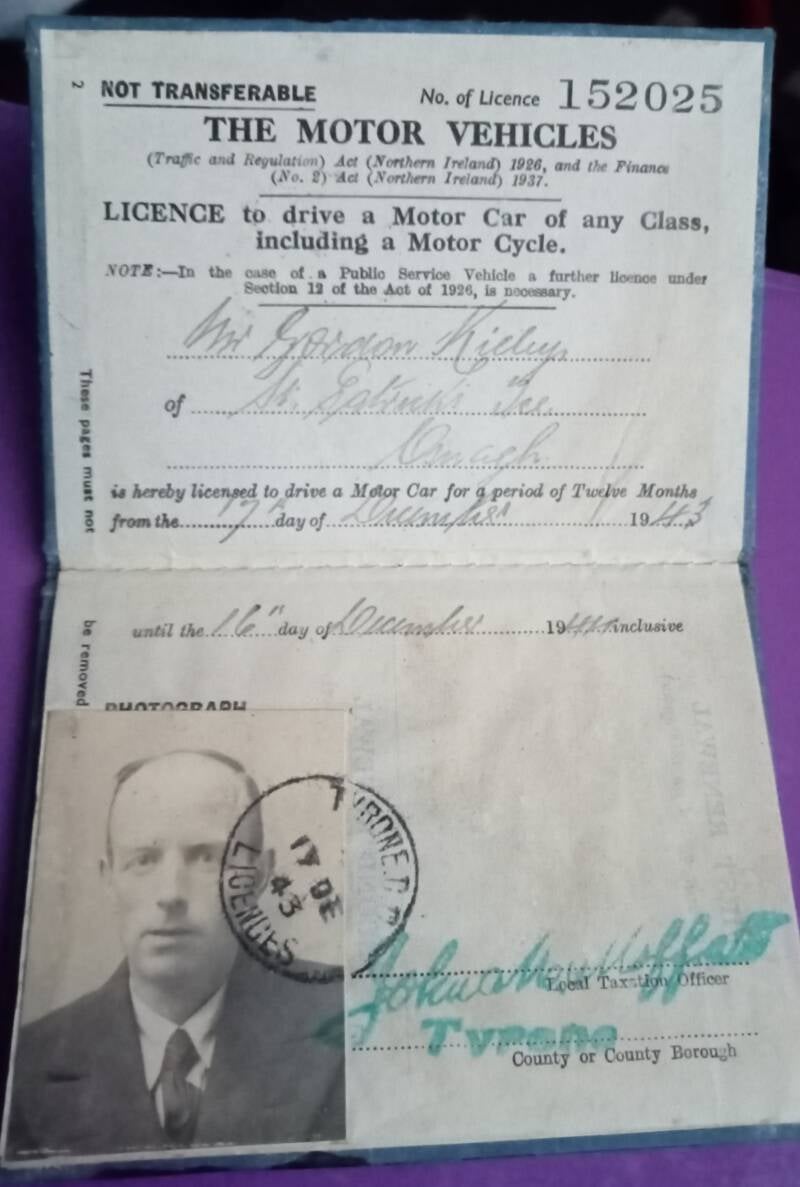 2
NOT TRANSFERABLE
No. of Licence 152025
THE MOTOR VEHICLES
(Traffic and Regulation) Act (Northern Ireland) 1926, and the Finance
(No. 2) Act (Northern Ireland) 1937.
LICENCE to drive a Motor Car of any Class,
including a Motor Cycle.
NOTE:—In the case of a Public Service Vehicle a further licence under
Section 12 of the Act of 1926, is necessary.
Mr Gordon
of St. Patrick's Tce.
Omagh
is hereby licensed to drive a Motor Car for a period of Twelve Months
from the 17th day of December 1943
These pages must not
be removed
until the 16" day of December 1944 inclusive
PHOTOGRAPH
TYRONE.C.C
17 DE
43
LICENCES
Moffatt
Local Taxation Officer
Tyrone
County or County Borough
RENEWAL